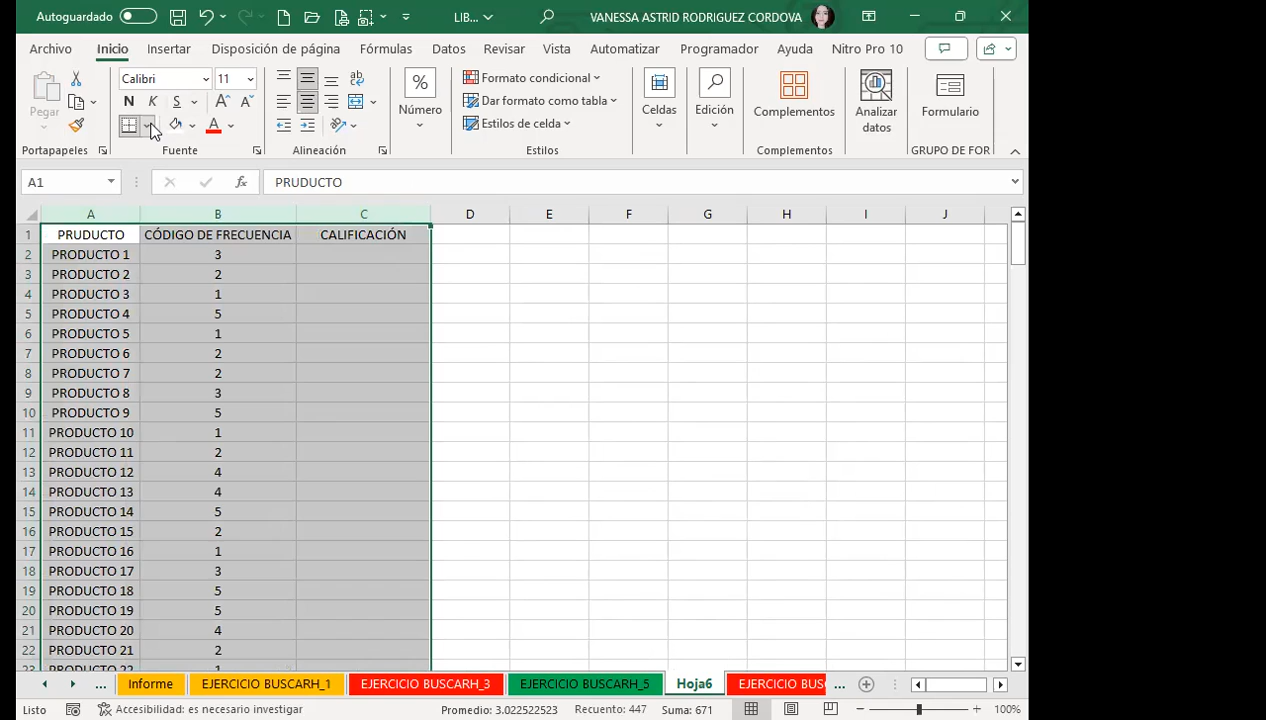 Autoguardado LIB... VANESSA ASTRID RODRIGUEZ CORDOVA
Archivo Inicio Insertar Disposición de página Fórmulas Datos Revisar Vista Automatizar Programador Ayuda Nitro Pro 10
Pegar
Portapapeles
Calibri 11
N K S A A
A
Fuente
ab
Alineación
%
Número
Formato condicional
Dar formato como tabla
Estilos de celda
Estilos
Celdas
Edición
Complementos
Complementos
Analizar datos
Formulario
GRUPO DE FOR
A1 fx PRUDUCTO
A B C D E F G H I J
1 PRUDUCTO CÓDIGO DE FRECUENCIA CALIFICACIÓN
2 PRODUCTO 1 3
3 PRODUCTO 2 2
4 PRODUCTO 3 1
5 PRODUCTO 4 5
6 PRODUCTO 5 1
7 PRODUCTO 6 2
8 PRODUCTO 7 2
9 PRODUCTO 8 3
10 PRODUCTO 9 5
11 PRODUCTO 10 1
12 PRODUCTO 11 2
13 PRODUCTO 12 4
14 PRODUCTO 13 4
15 PRODUCTO 14 5
16 PRODUCTO 15 2
17 PRODUCTO 16 1
18 PRODUCTO 17 3
19 PRODUCTO 18 5
20 PRODUCTO 19 5
21 PRODUCTO 20 4
22 PRODUCTO 21 2
23 PRODUCTO 22 1
... Informe EJERCICIO BUSCARH_1 EJERCICIO BUSCARH_3 EJERCICIO BUSCARH_5 Hoja6 EJERCICIO BUS ...
Listo Accesibilidad: es necesario investigar Promedio: 3.022522523 Recuento: 447 Suma: 671 100%